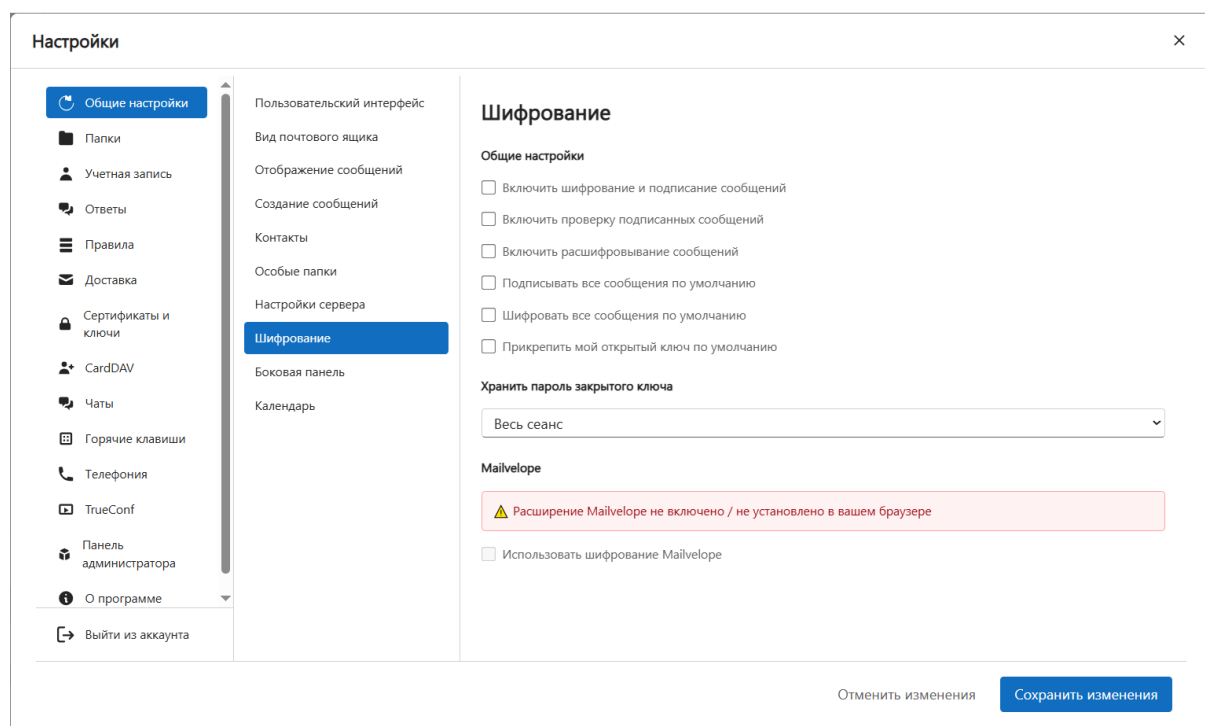 Настройки
Общие настройки
Папки
Учетная запись
Ответы
Правила
Доставка
Сертификаты и
ключи
CardDAV
Чаты
Горячие клавиши
Телефония
TrueConf
Панель
администратора
О программе
Выйти из аккаунта
Пользовательский интерфейс
Вид почтового ящика
Отображение сообщений
Создание сообщений
Контакты
Особые папки
Настройки сервера
Шифрование
Боковая панель
Календарь
Шифрование
Общие настройки
Включить шифрование и подписание сообщений
Включить проверку подписанных сообщений
Включить расшифровывание сообщений
Подписывать все сообщения по умолчанию
Шифровать все сообщения по умолчанию
Прикрепить мой открытый ключ по умолчанию
Хранить пароль закрытого ключа
Весь сеанс
Mailvelope
Расширение Mailvelope не включено / не установлено в вашем браузере
Использовать шифрование Mailvelope
Отменить изменения
Сохранить изменения